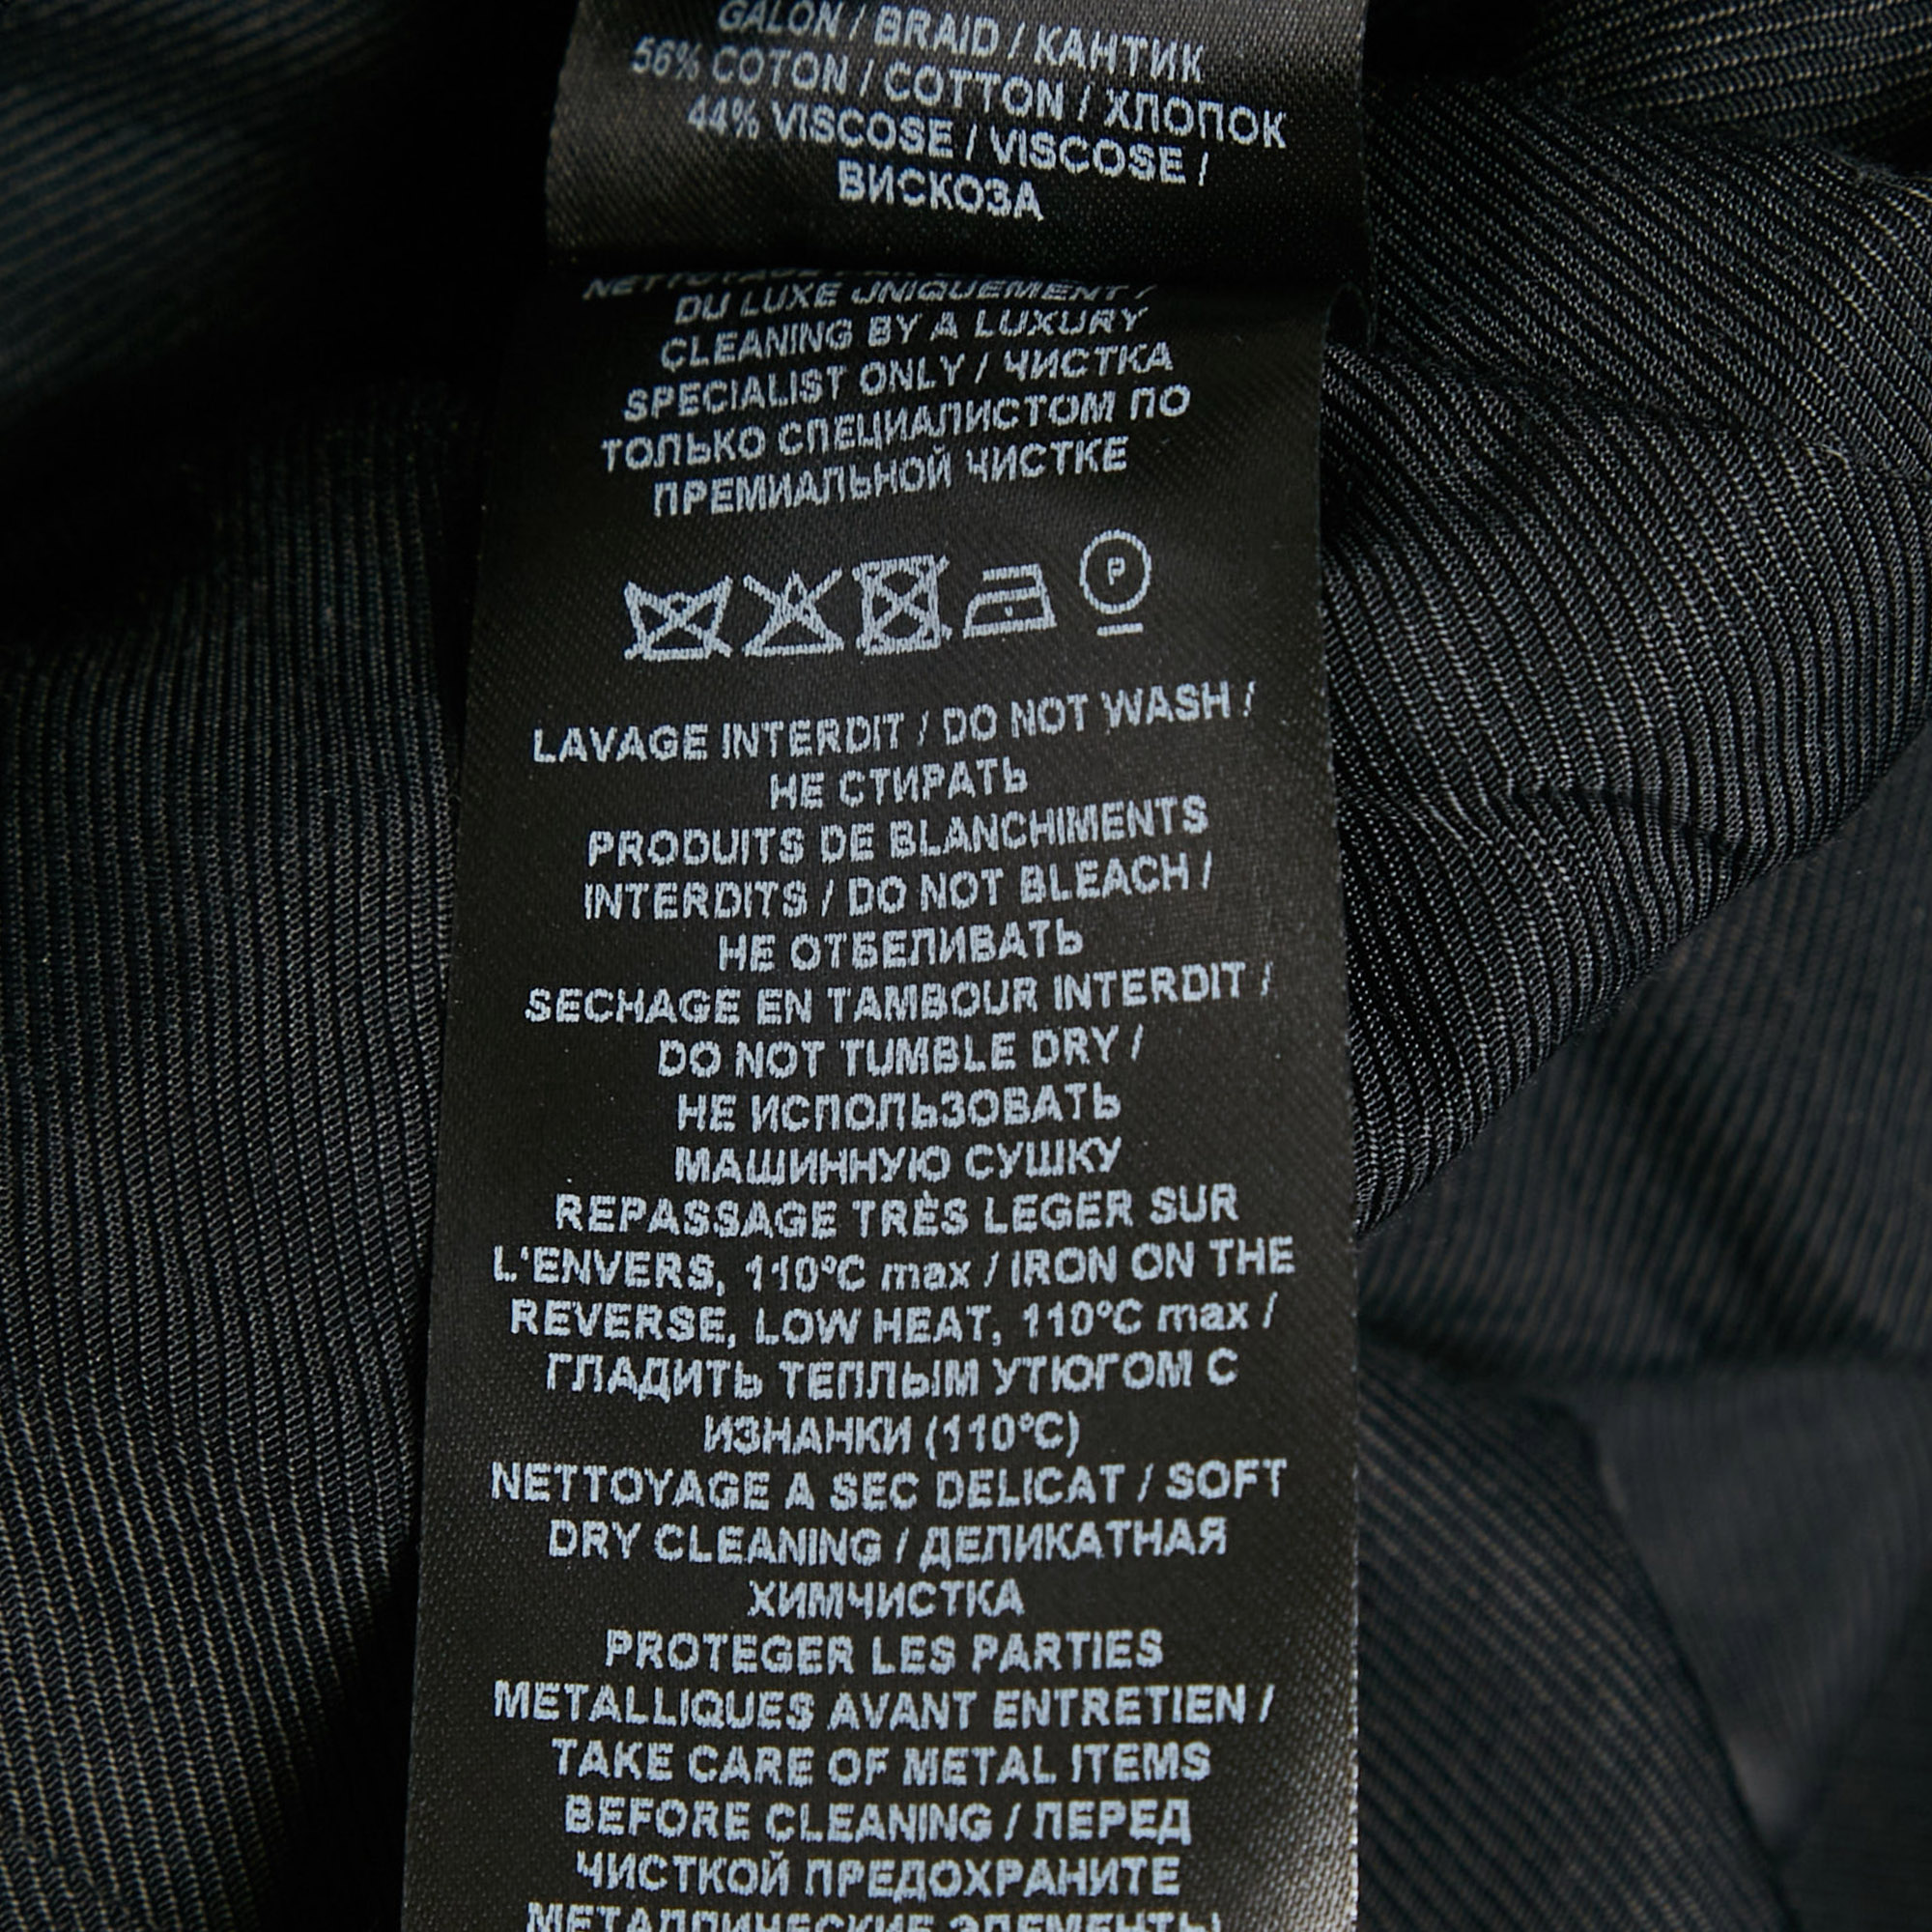 GALON / BRAID / КАНТИК
56% COTON / COTTON / ХЛОПОК
44% VISCOSE / VISCOSE /
ВИСКОЗА
NETTOYAGE PAR
DU LUXE UNIQUEMENT /
CLEANING BY A LUXURY
SPECIALIST ONLY / ЧИСТКА
ТОЛЬКО СПЕЦИАЛИСТОМ ПО
ПРЕМИАЛЬНОЙ ЧИСТКЕ
P
LAVAGE INTERDIT / DO NOT WASH /
НЕ СТИРАТЬ
PRODUITS DE BLANCHIMENTS
INTERDITS / DO NOT BLEACH /
НЕ ОТБЕЛИВАТЬ
SECHAGE EN TAMBOUR INTERDIT /
DO NOT TUMBLE DRY /
НЕ ИСПОЛЬЗОВАТЬ
МАШИННУЮ СУШКУ
REPASSAGE TRÈS LEGER SUR
L'ENVERS, 110°C max / IRON ON THE
REVERSE, LOW HEAT, 110°C max /
ГЛАДИТЬ ТЕПЛЫМ УТЮГОМ С
ИЗНАНКИ (110°C)
NETTOYAGE A SEC DELICAT / SOFT
DRY CLEANING / ДЕЛИКАТНАЯ
ХИМЧИСТКА
PROTEGER LES PARTIES
METALLIQUES AVANT ENTRETIEN /
TAKE CARE OF METAL ITEMS
BEFORE CLEANING / ПЕРЕД
ЧИСТКОЙ ПРЕДОХРАНИТЕ
МЕТАЛЛИЧЕСКИЕ ЭЛЕМЕНТЫ